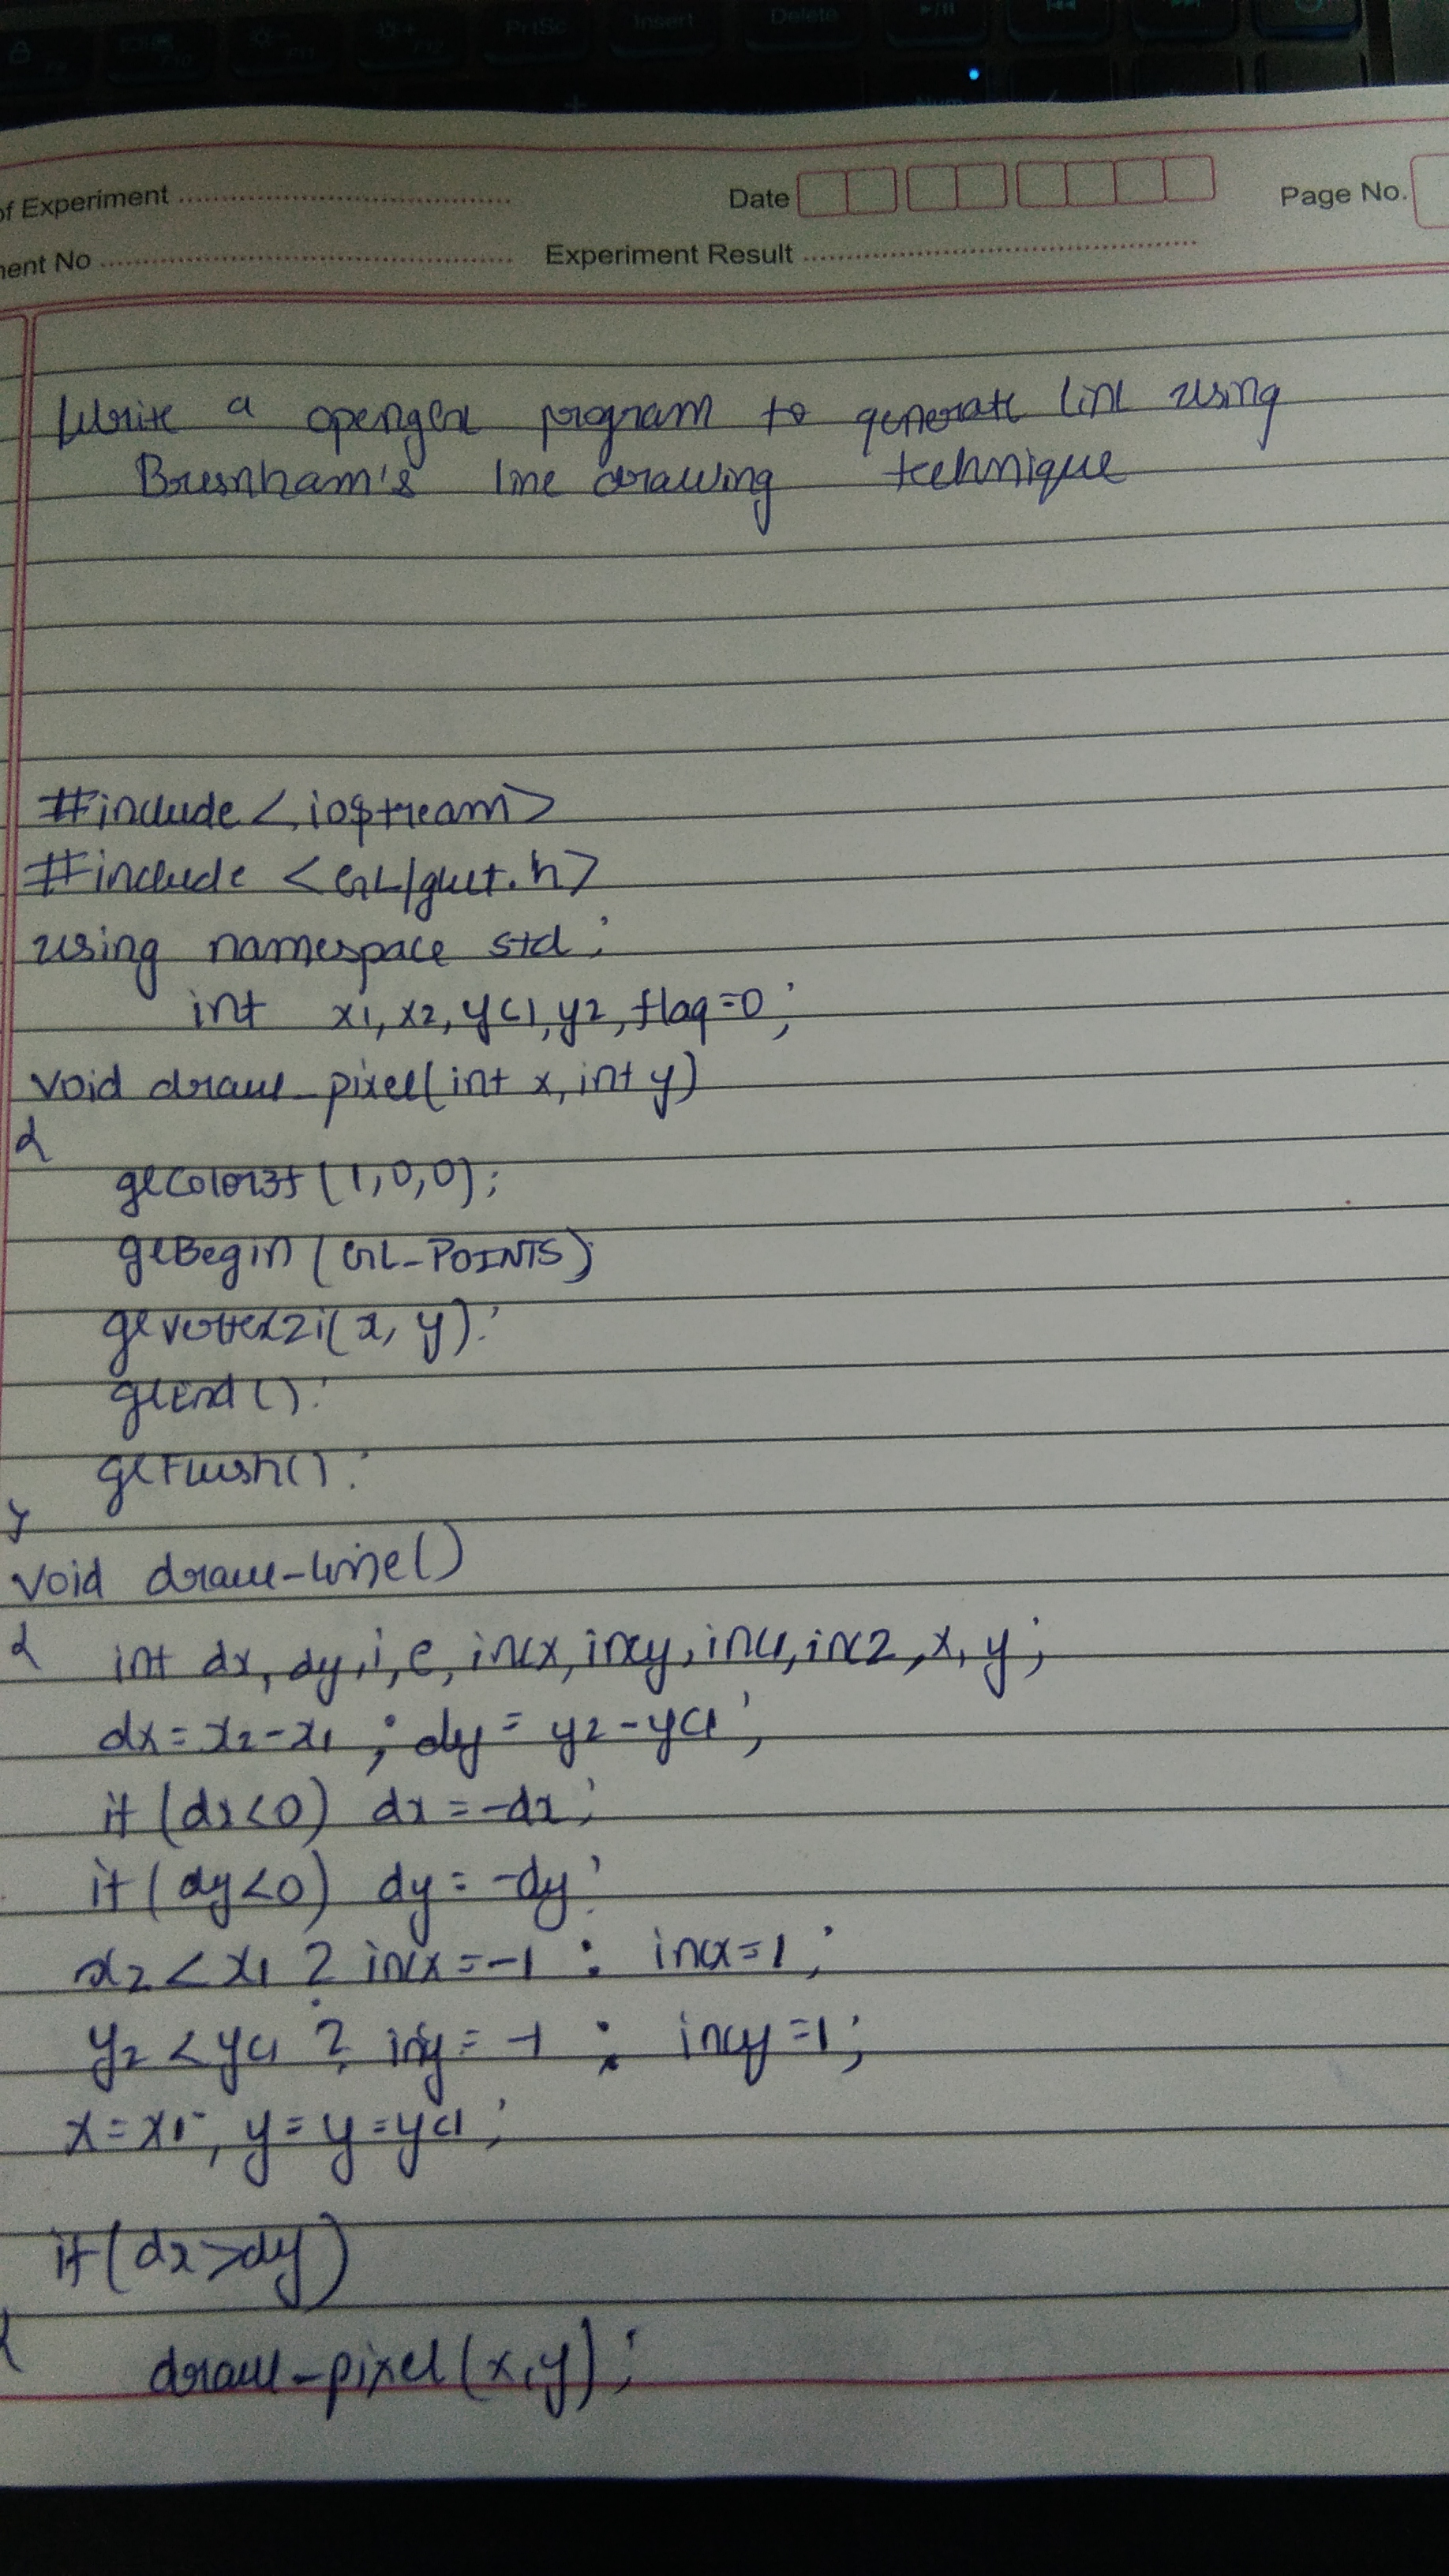 of Experiment
Date
Page No.
ment No
Experiment Result
Write a opengl program to generate line using
Bresnham's line drawing technique
#include <iostream>
#include <GL/glut.h>
using namespace std;
int x1, x2, yc1, y2, flag=0;
void draw_pixel(int x, int y)
{
glColor3f(1,0,0);
glBegin(GL_POINTS);
glVertex2i(x, y);
glEnd();
glFlush();
}
void draw-line()
{ int dx, dy, i, e, incx, incy, inc1, inc2, x, y;
dx = x2-x1; dy = y2-yc1;
if (dx<0) dx = -dx;
if (dy<0) dy = -dy;
x2 < x1 ? incx = -1 : incx=1;
y2 < yc1 ? incy = -1 : incy=1;
x = x1, y = y = yc1;
if (dx>dy)
{ draw-pixel(x,y);